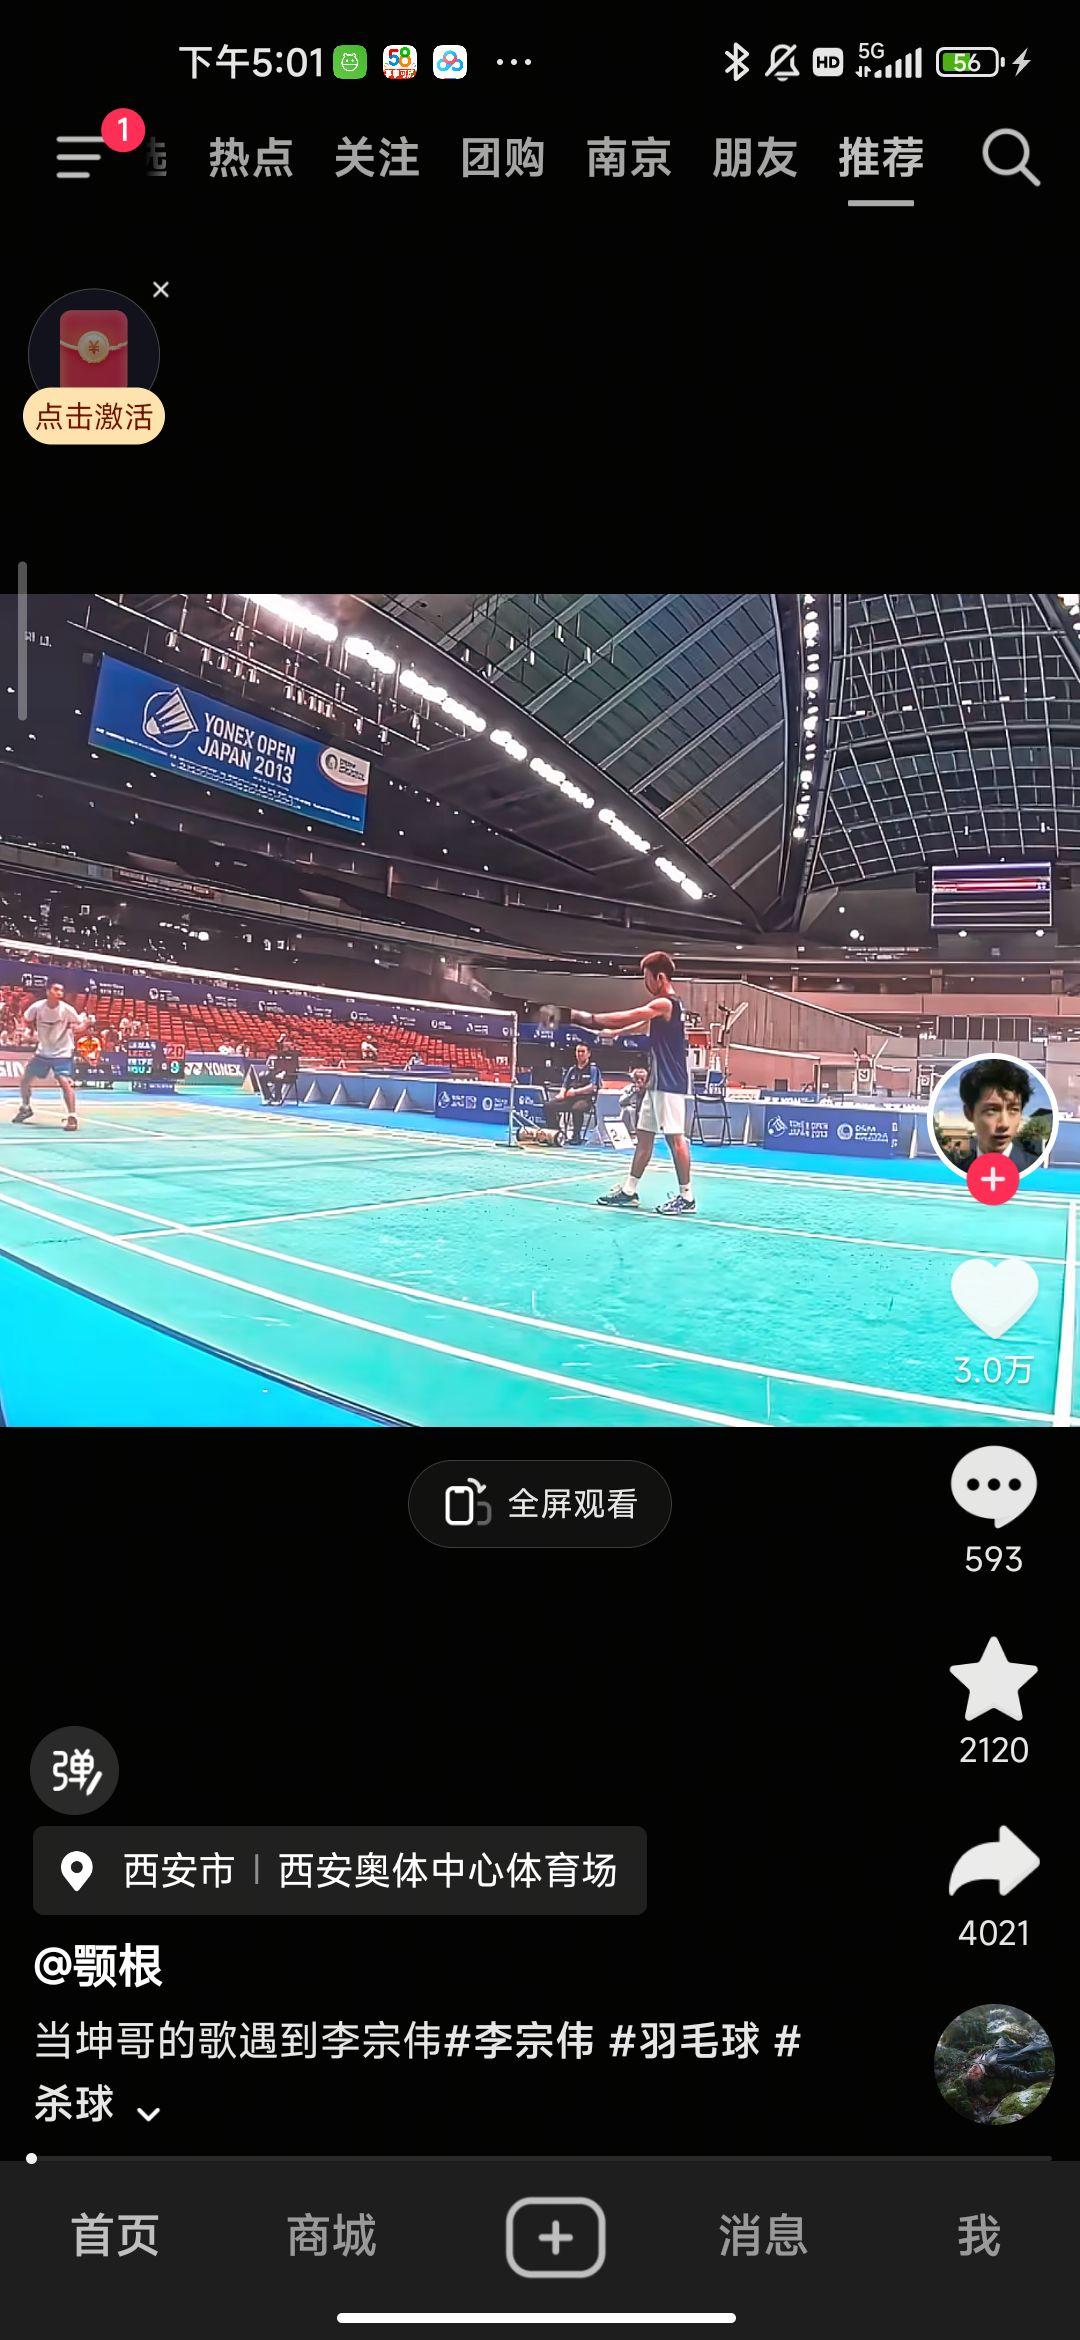 下午5:01
58
HD
5G
56
1
热点
关注
团购
南京
朋友
推荐
点击激活
YONEX OPEN
JAPAN 2013
YONEX
3.0万
全屏观看
593
2120
弹
西安市 | 西安奥体中心体育场
4021
@颚根
当坤哥的歌遇到李宗伟#李宗伟 #羽毛球 #
杀球
首页
商城
消息
我